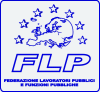 FLP
FEDERAZIONE LAVORATORI PUBBLICI
E FUNZIONI PUBBLICHE